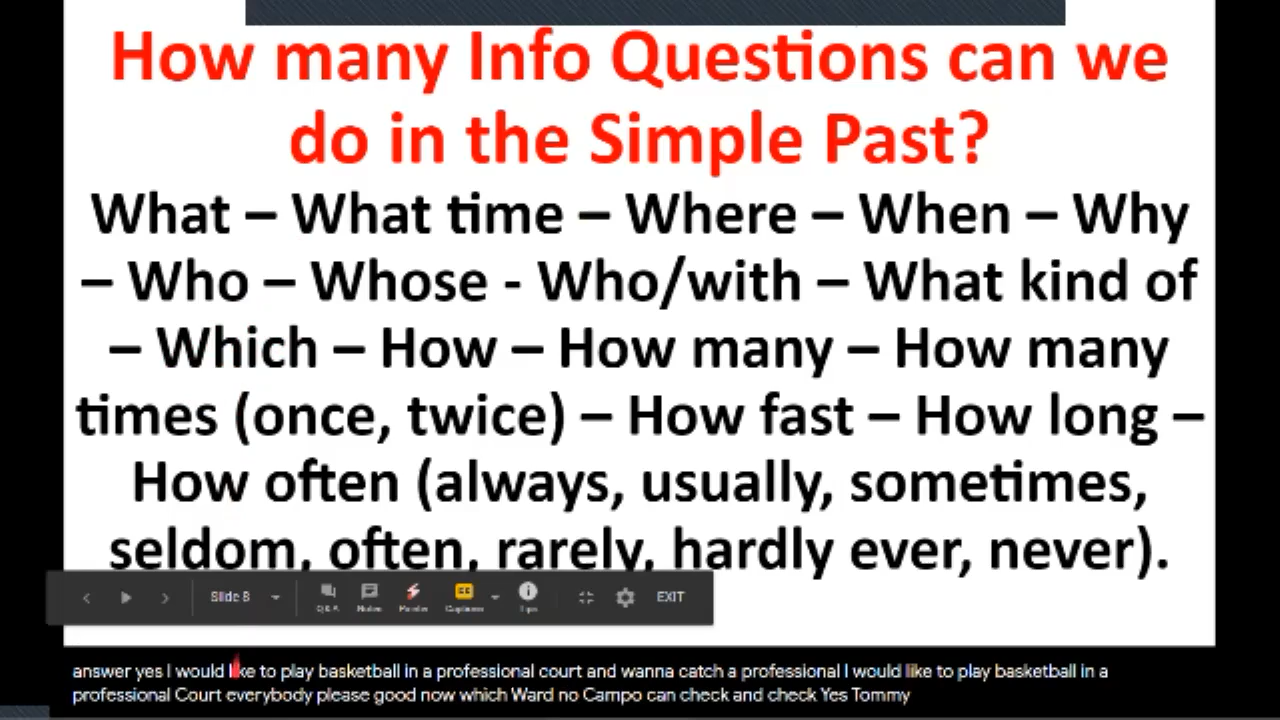 How many Info Questions can we
do in the Simple Past?
What – What time – Where – When – Why
– Who – Whose - Who/with – What kind of
– Which – How – How many – How many
times (once, twice) – How fast – How long –
How often (always, usually, sometimes,
seldom, often, rarely, hardly ever, never).
Slide 8
Q&A
Notes
Pointer
Captions
Tips
EXIT
answer yes I would like to play basketball in a professional court and wanna catch a professional I would like to play basketball in a
professional Court everybody please good now which Ward no Campo can check and check Yes Tommy